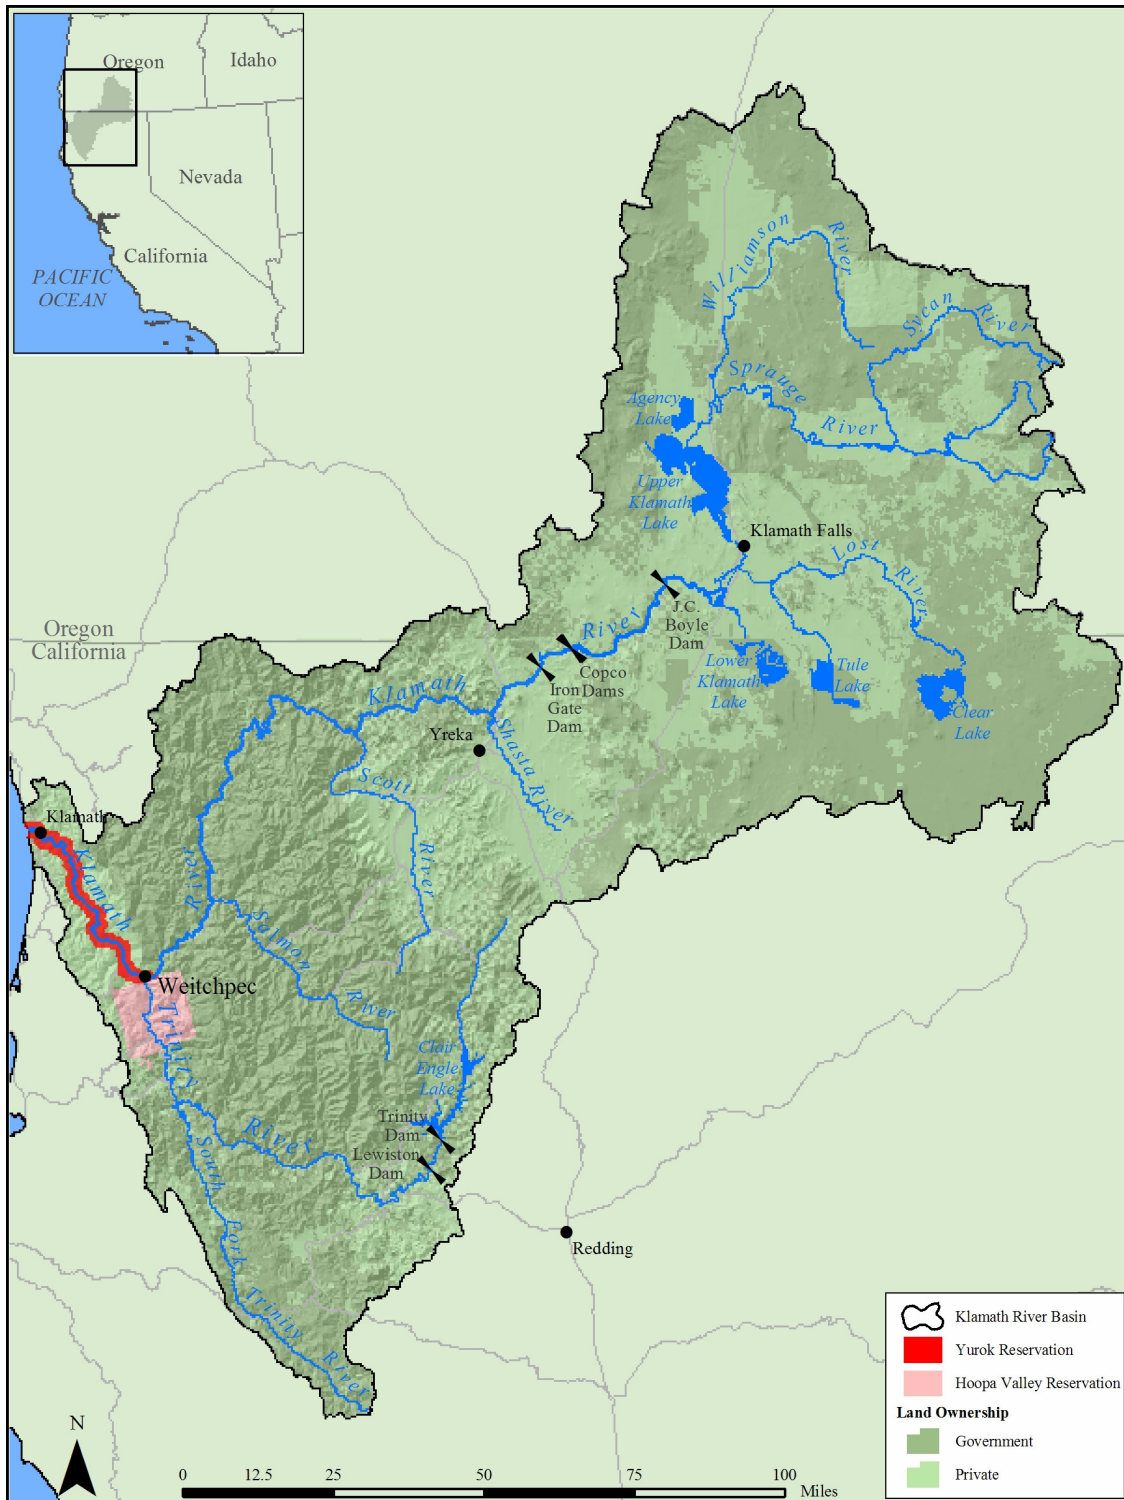 Oregon
Idaho
Nevada
California
PACIFIC
OCEAN
Williamson
River
Sycan
River
Sprauge
River
Agency
Lake
Upper
Klamath
Lake
Klamath Falls
Lost
River
J.C.
Boyle
Dam
River
Copco
Dams
Iron
Gate
Dam
Lower
Klamath
Lake
Tule
Lake
Clear
Lake
Oregon
California
Klamath
Yreka
Shasta River
Scott
River
Klamath
Klamath
River
Salmon
River
Weitchpec
Trinity
River
Clair
Engle
Lake
Trinity
Dam
Lewiston
Dam
South
Fork
Trinity
River
Redding
Klamath River Basin
Yurok Reservation
Hoopa Valley Reservation
Land Ownership
Government
Private
N
0 12.5 25 50 75 100
Miles